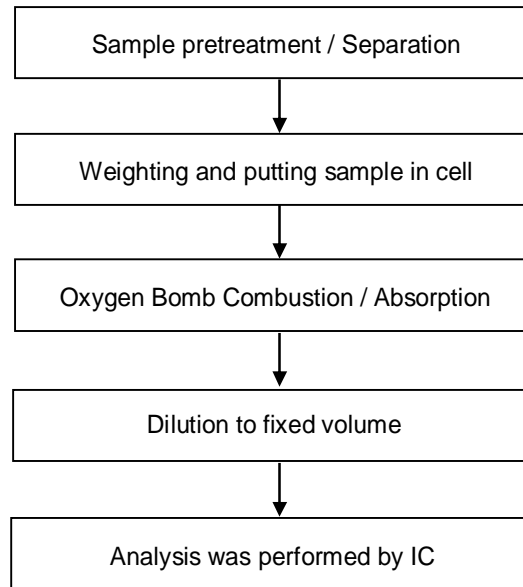 Sample pretreatment / Separation
Weighting and putting sample in cell
Oxygen Bomb Combustion / Absorption
Dilution to fixed volume
Analysis was performed by IC